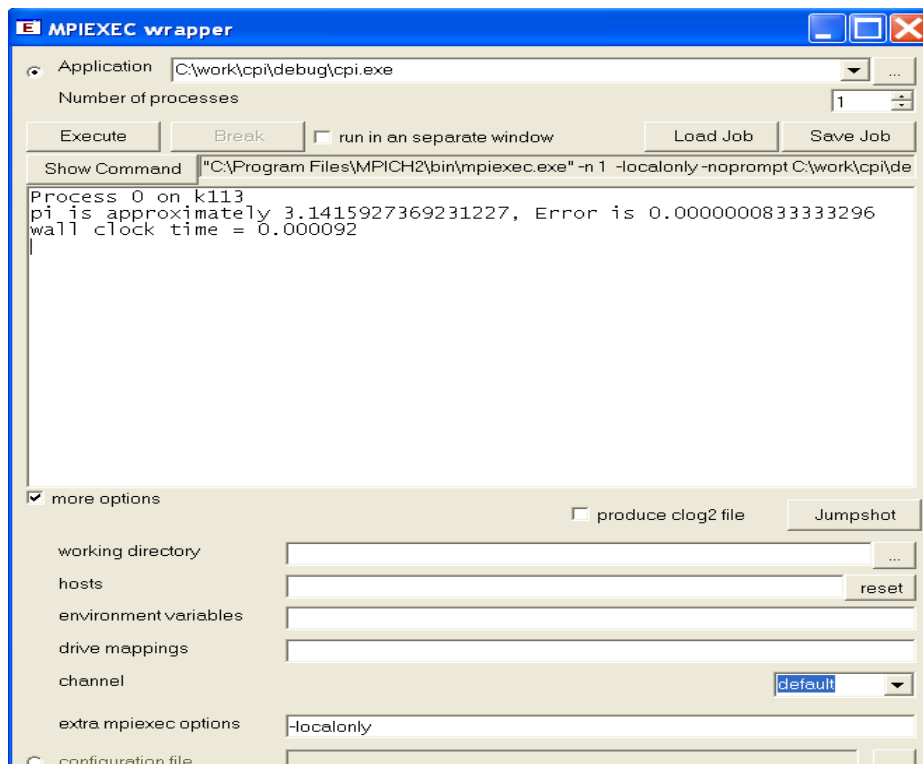 E MPIEXEC wrapper
Application C:\work\cpi\debug\cpi.exe ...
Number of processes 1
Execute Break run in an separate window Load Job Save Job
Show Command "C:\Program Files\MPICH2\bin\mpiexec.exe" -n 1 -localonly -noprompt C:\work\cpi\de
Process 0 on k113
pi is approximately 3.1415927369231227, Error is 0.0000000833333296
wall clock time = 0.000092
more options
produce clog2 file Jumpshot
working directory ...
hosts reset
environment variables
drive mappings
channel default
extra mpiexec options -localonly
configuration file